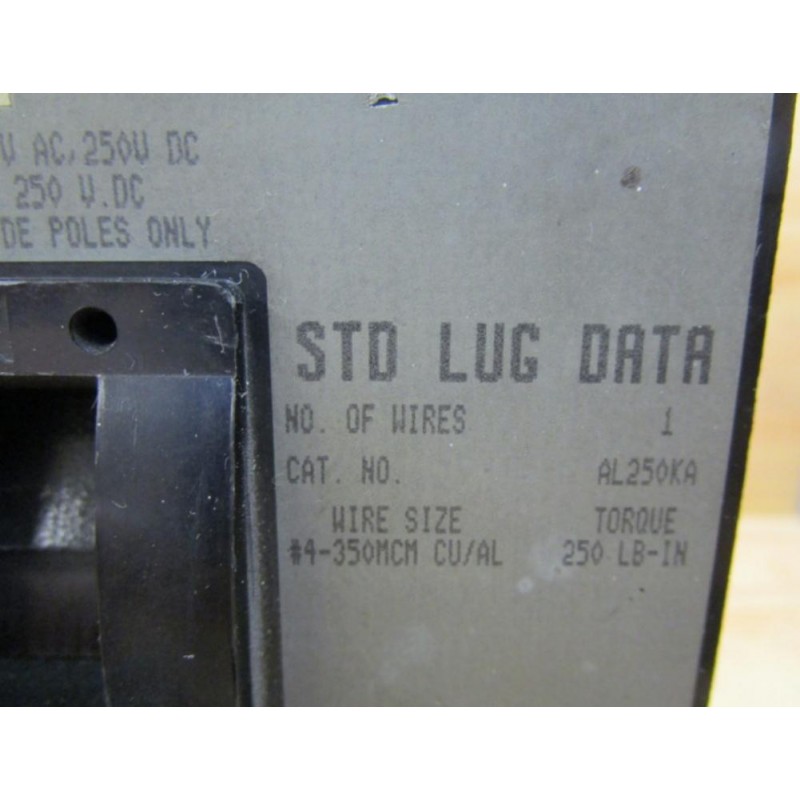 V AC, 250V DC
250 V.DC
DE POLES ONLY
STD LUG DATA
NO. OF WIRES 1
CAT. NO. AL250KA
WIRE SIZE TORQUE
#4-350MCM CU/AL 250 LB-IN